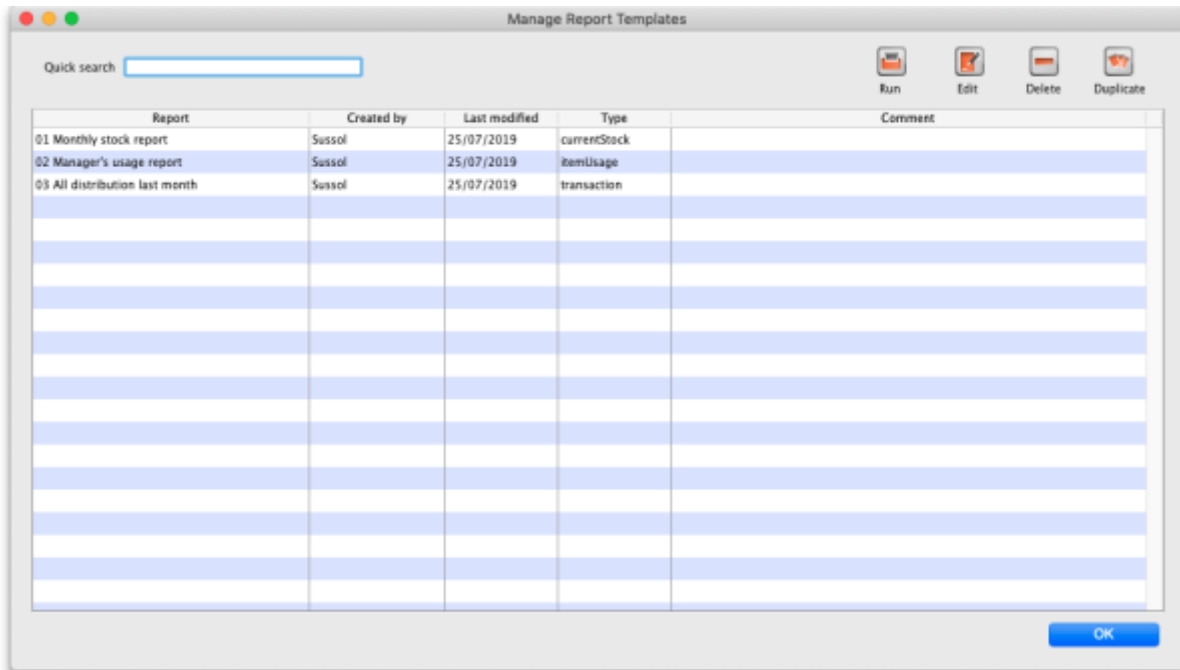 Manage Report Templates
Quick search
Run Edit Delete Duplicate
Report Created by Last modified Type Comment
01 Monthly stock report Sussol 25/07/2019 currentStock
02 Manager's usage report Sussol 25/07/2019 itemUsage
03 All distribution last month Sussol 25/07/2019 transaction
OK